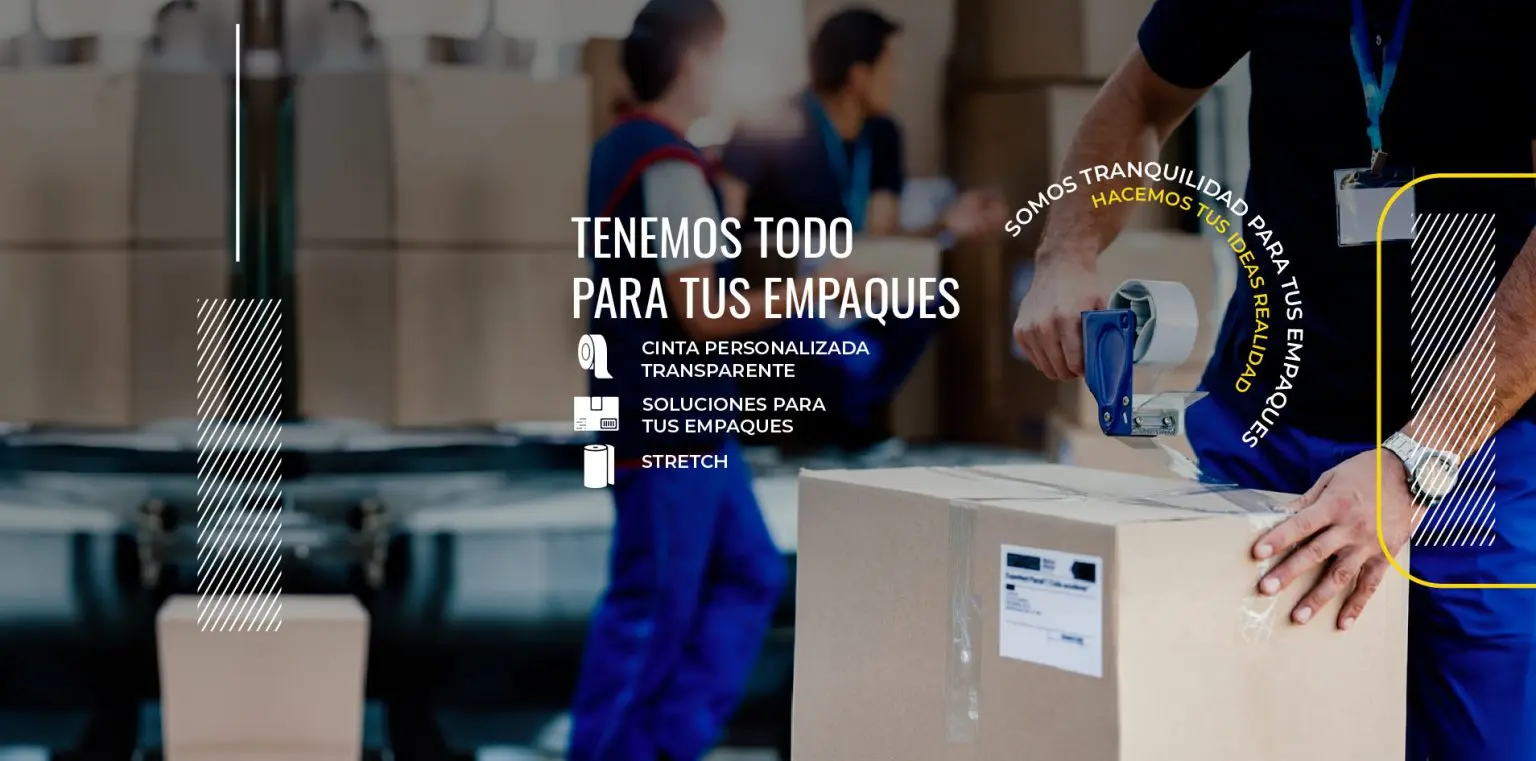 TENEMOS TODO
PARA TUS EMPAQUES
CINTA PERSONALIZADA
TRANSPARENTE
SOLUCIONES PARA
TUS EMPAQUES
STRETCH
SOMOS TRANQUILIDAD PARA TUS EMPAQUES
HACEMOS TUS IDEAS REALIDAD